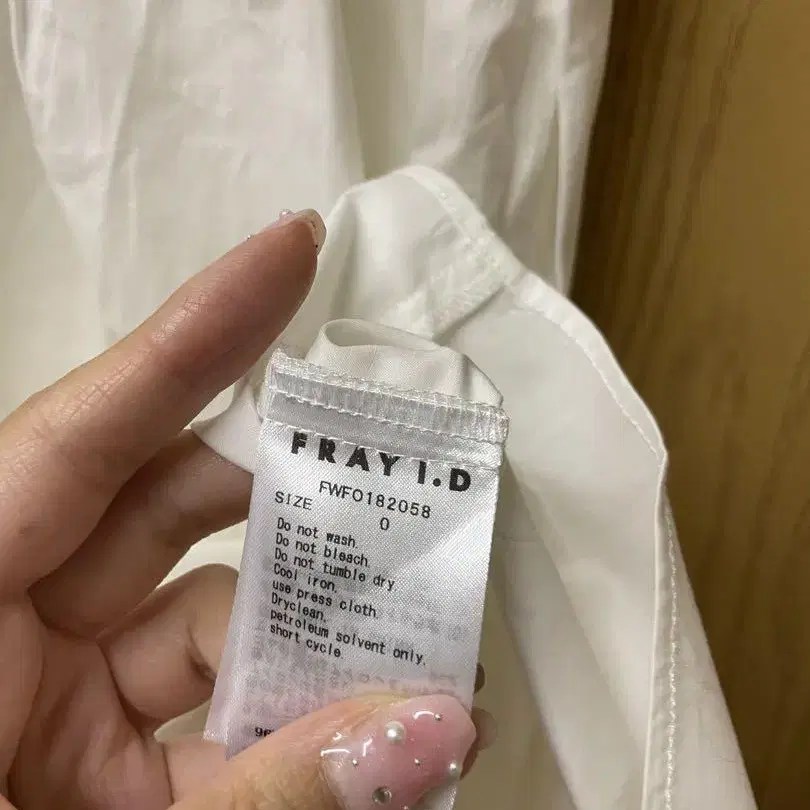 FRAY I.D
FWFO182058
SIZE 0
Do not wash.
Do not bleach.
Do not tumble dry.
Cool iron.
use press cloth.
Dryclean.
petroleum solvent only.
short cycle.